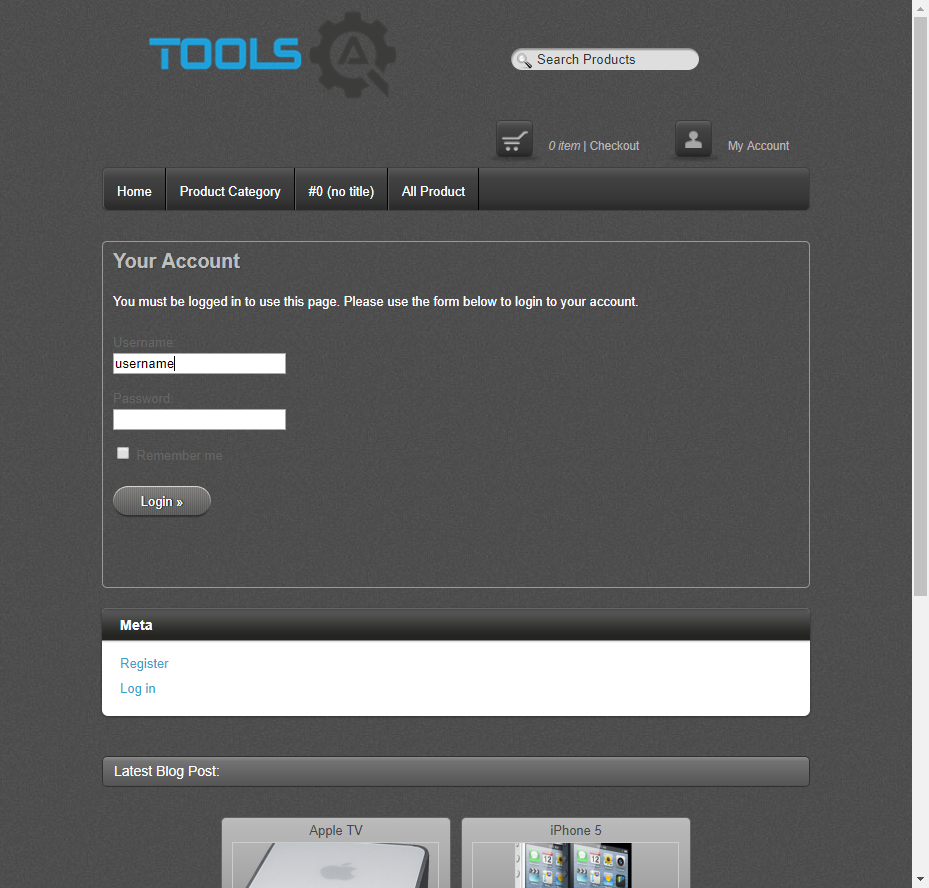 TOOLS
Search Products
0 item | Checkout
My Account
Home
Product Category
#0 (no title)
All Product
Your Account
You must be logged in to use this page. Please use the form below to login to your account.
Username:
username
Password:
Remember me
Login »
Meta
Register
Log in
Latest Blog Post:
Apple TV
iPhone 5